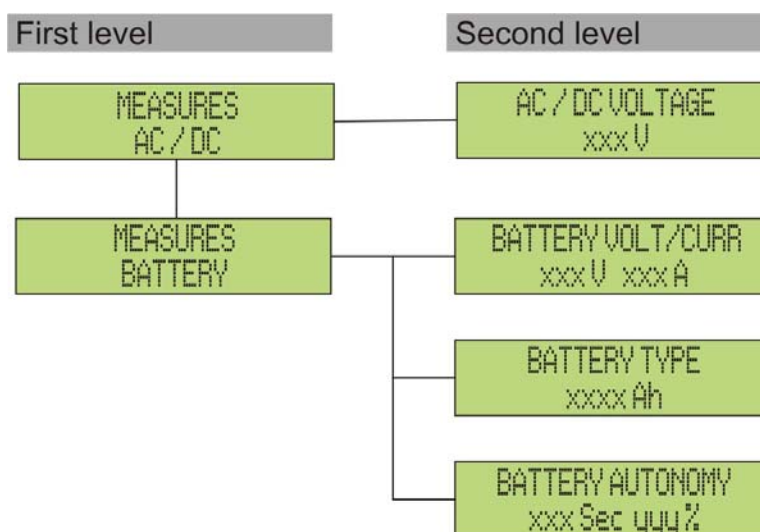 First level
Second level
MEASURES
AC / DC
AC / DC VOLTAGE
xxx V
MEASURES
BATTERY
BATTERY VOLT/CURR
xxx V xxx A
BATTERY TYPE
xxxx Ah
BATTERY AUTONOMY
xxx Sec yyy %